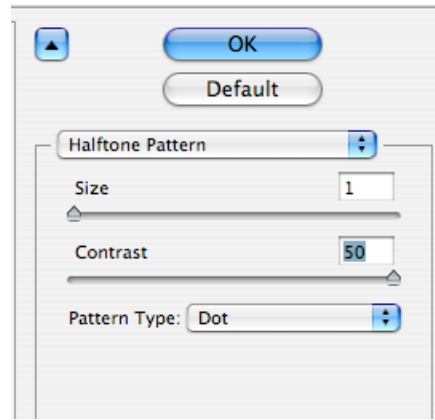 OK
Default
Halftone Pattern
Size 1
Contrast 50
Pattern Type: Dot